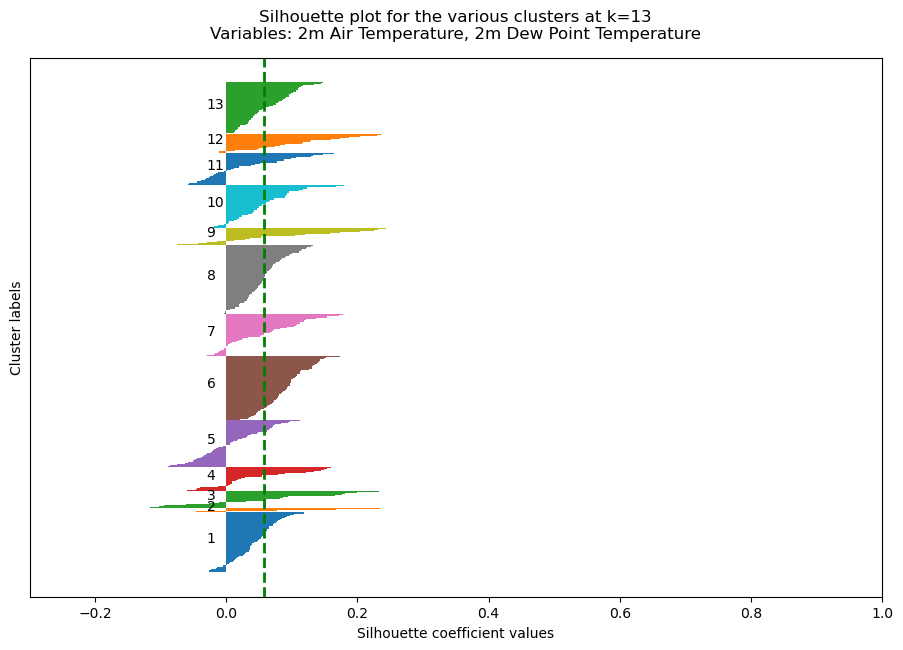 Silhouette plot for the various clusters at k=13
Variables: 2m Air Temperature, 2m Dew Point Temperature
13
12
11
10
9
8
7
6
5
4
3
2
1
Cluster labels
−0.2 0.0 0.2 0.4 0.6 0.8 1.0
Silhouette coefficient values